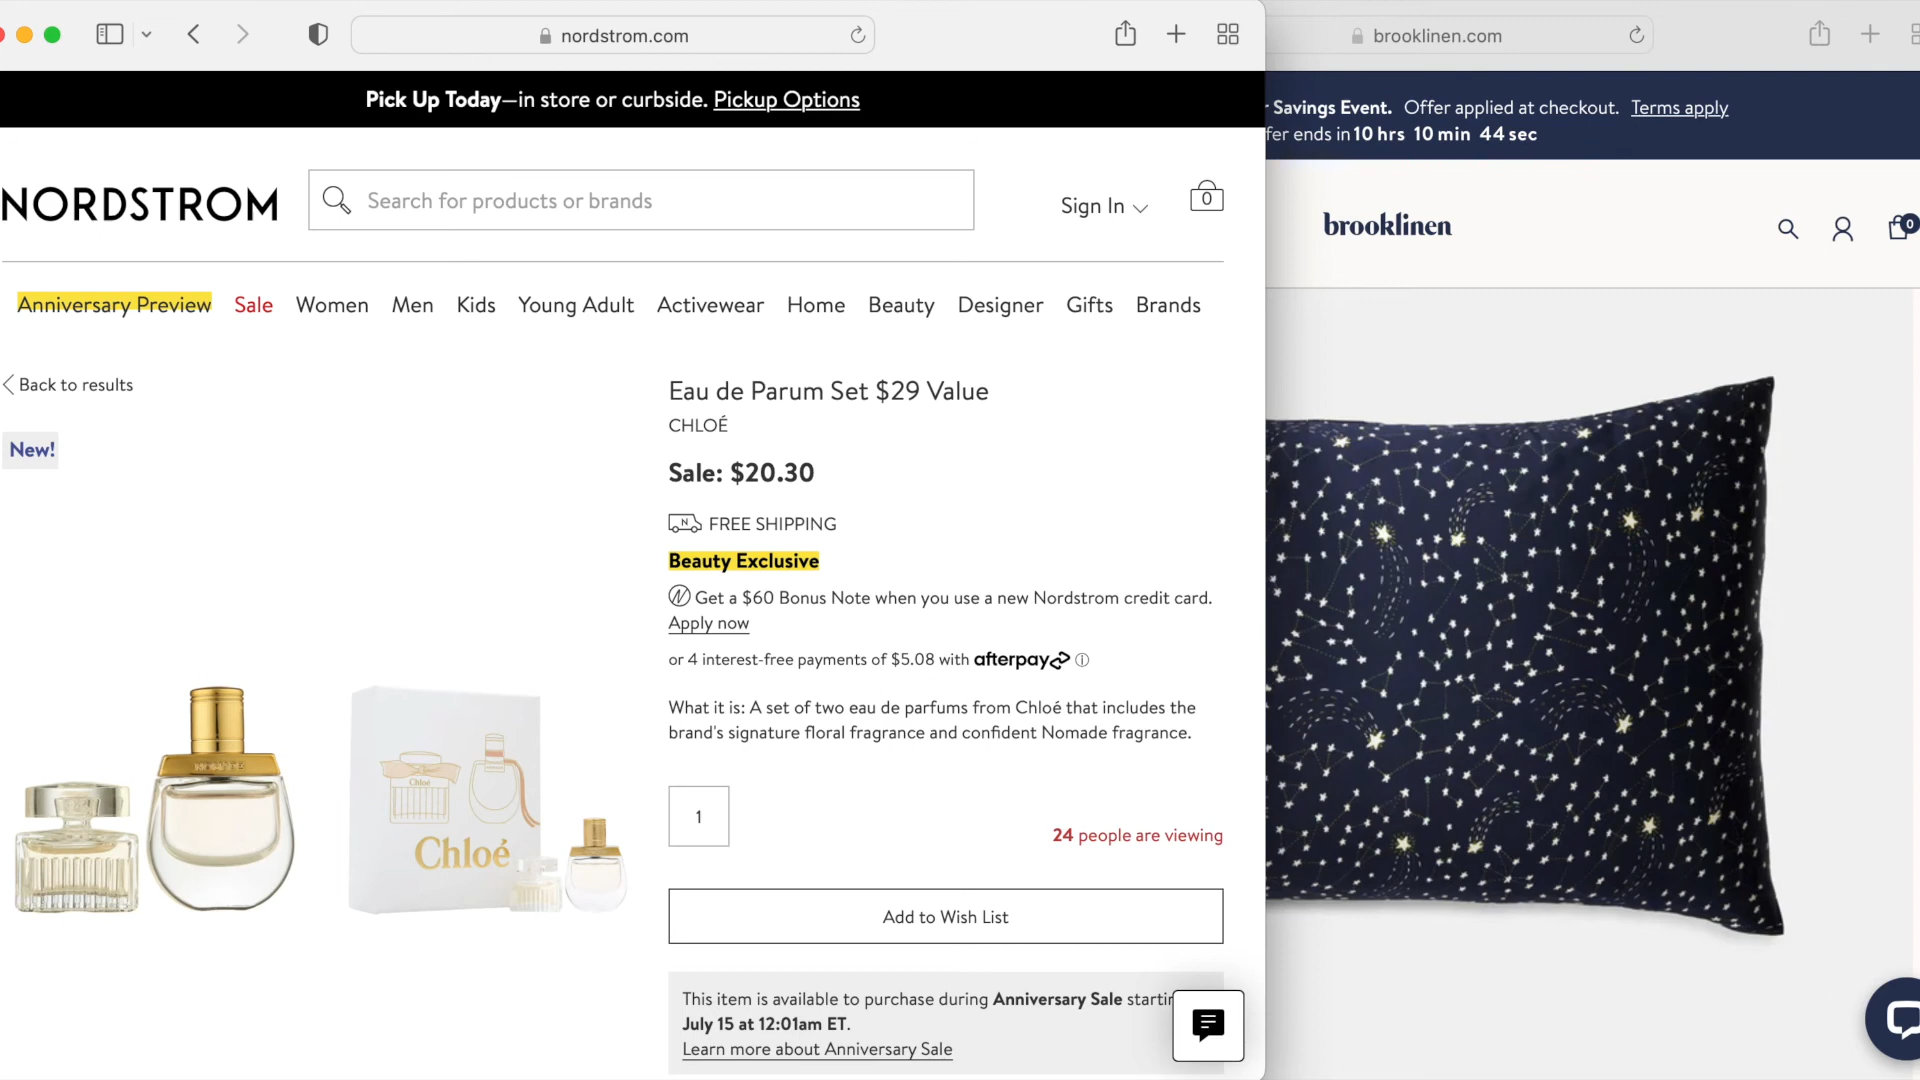 nordstrom.com
Pick Up Today—in store or curbside. Pickup Options
NORDSTROM
Search for products or brands
Sign In
0
Anniversary Preview Sale Women Men Kids Young Adult Activewear Home Beauty Designer Gifts Brands
Back to results
New!
Eau de Parum Set $29 Value
CHLOÉ
Sale: $20.30
N FREE SHIPPING
Beauty Exclusive
Get a $60 Bonus Note when you use a new Nordstrom credit card.
Apply now
or 4 interest-free payments of $5.08 with afterpay
What it is: A set of two eau de parfums from Chloé that includes the
brand's signature floral fragrance and confident Nomade fragrance.
Chloé
Chloé
1
24 people are viewing
Add to Wish List
This item is available to purchase during Anniversary Sale startin
July 15 at 12:01am ET.
Learn more about Anniversary Sale
brooklinen.com
Savings Event. Offer applied at checkout. Terms apply
fer ends in 10 hrs 10 min 44 sec
brooklinen
0